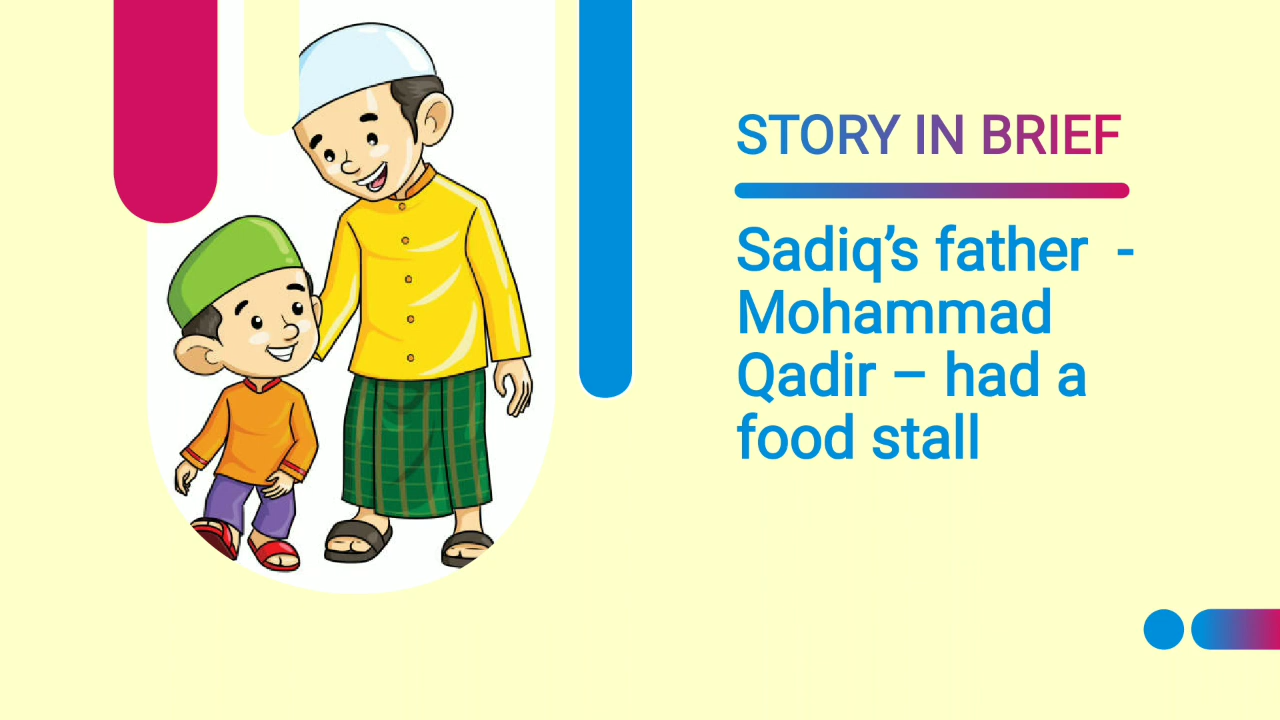 STORY IN BRIEF
Sadiq’s father  -
Mohammad
Qadir – had a
food stall